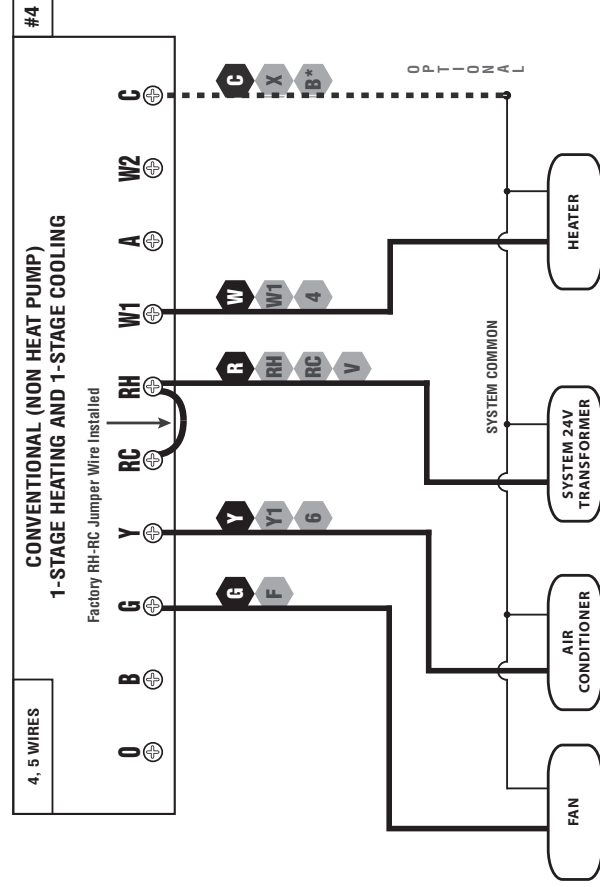 #4
4, 5 WIRES
CONVENTIONAL (NON HEAT PUMP)
1-STAGE HEATING AND 1-STAGE COOLING
Factory RH-RC Jumper Wire Installed
O B G Y RC RH W1 A W2 C
G Y R W C
F Y1 RH W1 X
6 RC 4 B*
V
OPTIONAL
SYSTEM COMMON
FAN
AIR
CONDITIONER
SYSTEM 24V
TRANSFORMER
HEATER